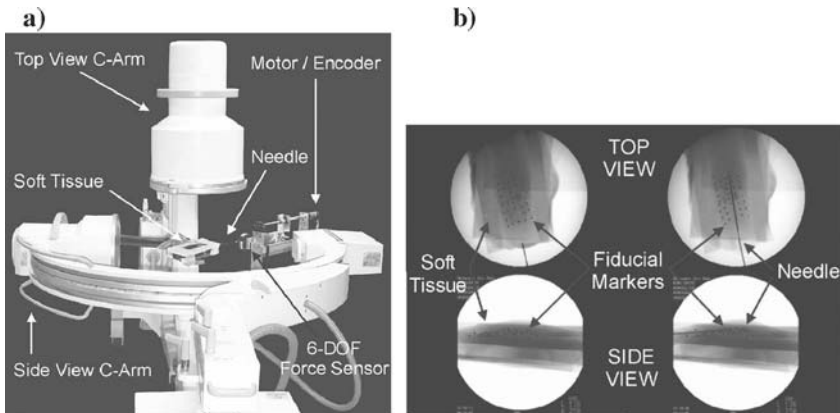 a)
Top View C-Arm
Motor / Encoder
Needle
Soft Tissue
6-DOF
Force Sensor
Side View C-Arm
b)
TOP
VIEW
Soft
Tissue
Fiducial
Markers
Needle
SIDE
VIEW